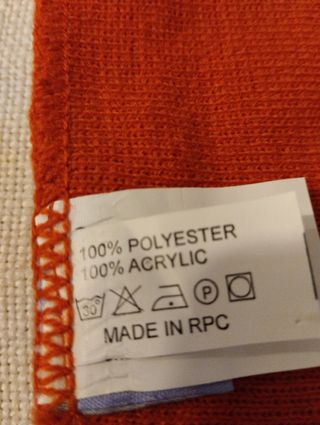 100% POLYESTER
100% ACRYLIC
30° P
MADE IN RPC